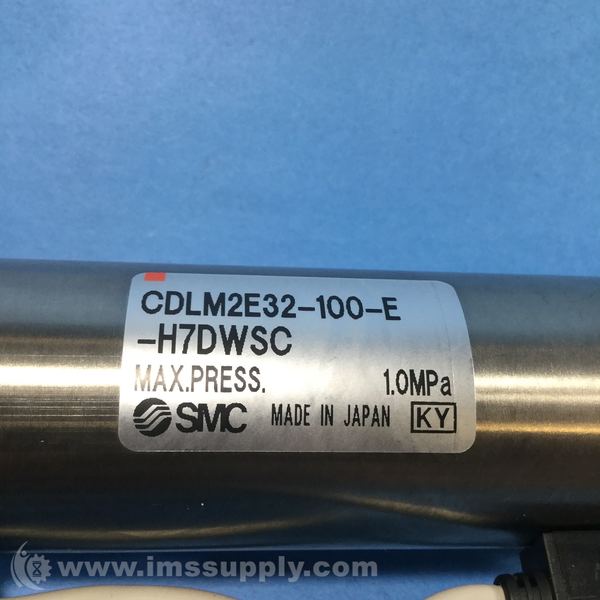 CDLM2E32-100-E
-H7DWSC
MAX.PRESS. 1.0MPa
SMC MADE IN JAPAN KY
www.imssupply.com